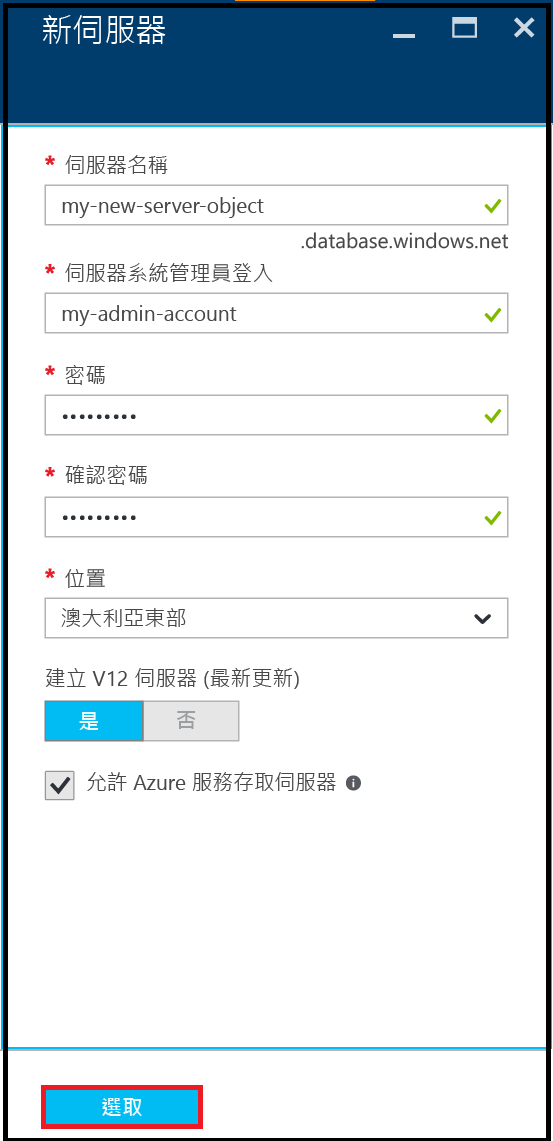 新伺服器
* 伺服器名稱
my-new-server-object
.database.windows.net
* 伺服器系統管理員登入
my-admin-account
* 密碼
•••••••••
* 確認密碼
•••••••••
* 位置
澳大利亞東部
建立 V12 伺服器 (最新更新)
是 否
允許 Azure 服務存取伺服器
選取